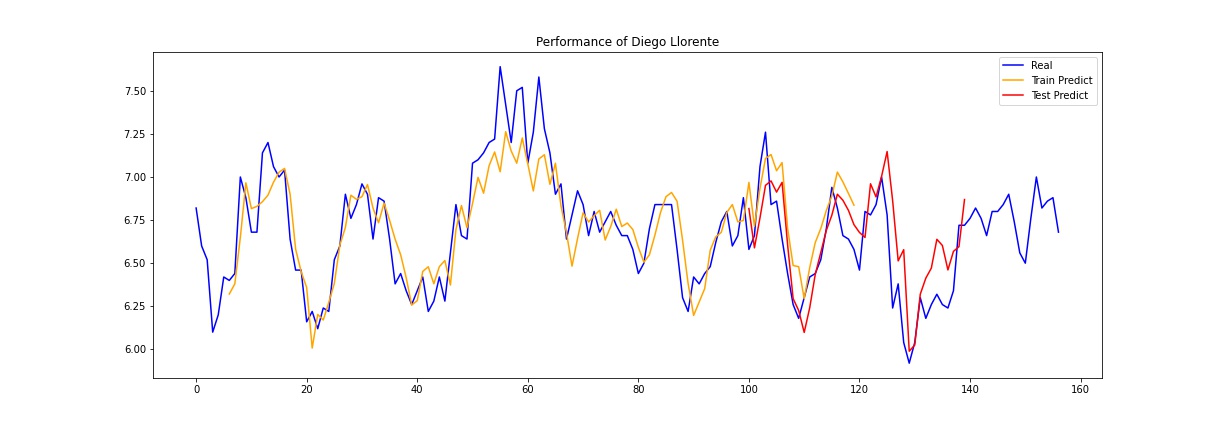 Performance of Diego Llorente
Real
Train Predict
Test Predict
7.50
7.25
7.00
6.75
6.50
6.25
6.00
0 20 40 60 80 100 120 140 160